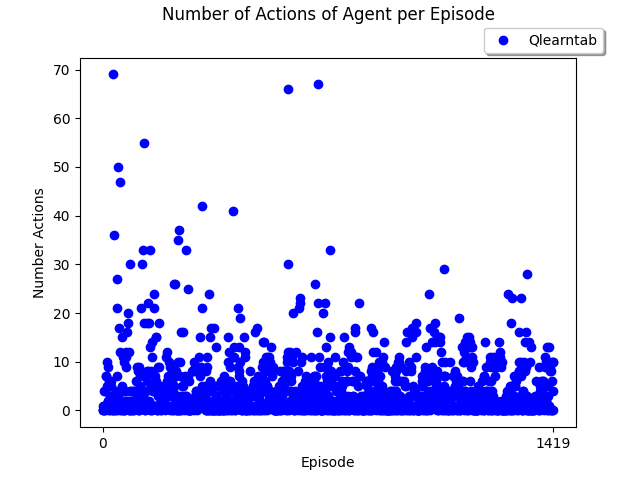 Number of Actions of Agent per Episode
Qlearntab
70
60
50
40
30
20
10
0
Number Actions
0 1419
Episode